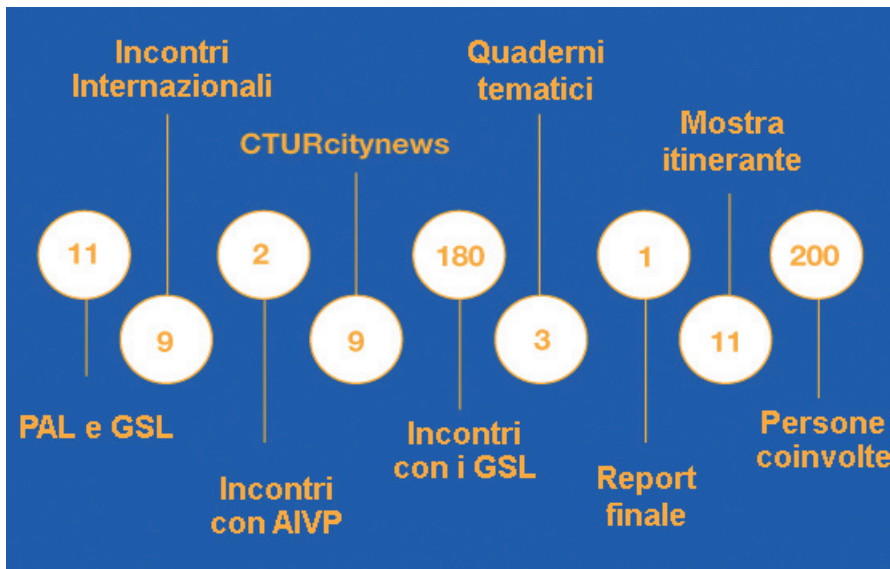 Incontri
Internazionali
CTURcitynews
Quaderni
tematici
Mostra
itinerante
11
9
2
9
180
3
1
11
200
PAL e GSL
Incontri
con AIVP
Incontri
con i GSL
Report
finale
Persone
coinvolte